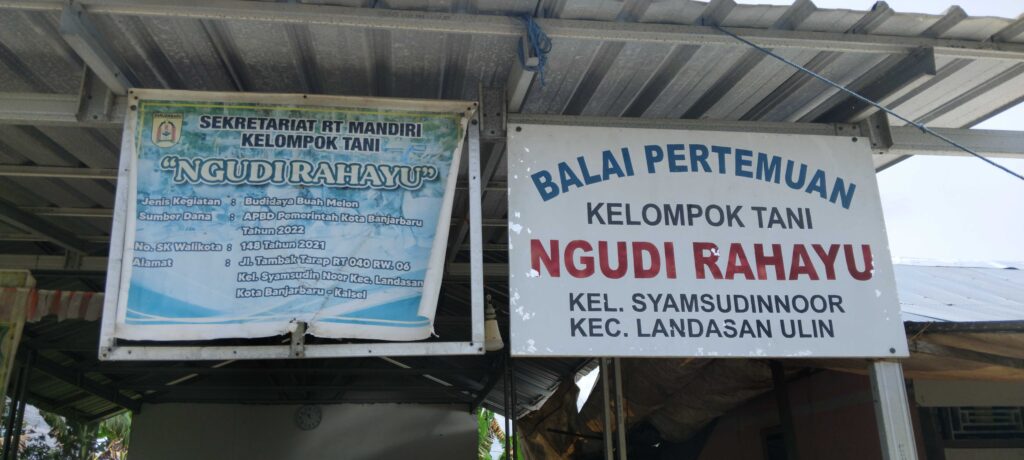 SEKRETARIAT RT MANDIRI
KELOMPOK TANI
"NGUDI RAHAYU"
Jenis Kegiatan : Budidaya Buah Melon
Sumber Dana : APBD Pemerintah Kota Banjarbaru
Tahun 2022
No. SK Walikota : 148 Tahun 2021
Alamat : Jl. Tambak Tarap RT 040 RW. 06
Kel. Syamsudin Noor Kec. Landasan
Kota Banjarbaru - Kalsel
BALAI PERTEMUAN
KELOMPOK TANI
NGUDI RAHAYU
KEL. SYAMSUDINNOOR
KEC. LANDASAN ULIN